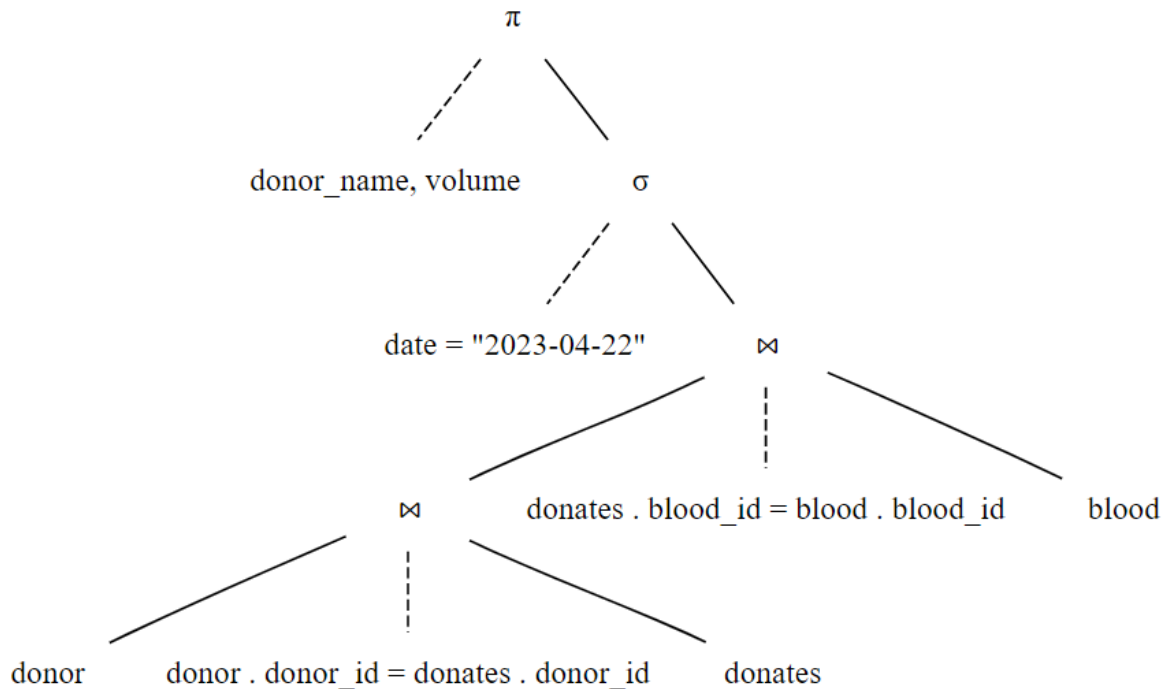 π
donor_name, volume σ
date = "2023-04-22" ⋈
⋈ donates . blood_id = blood . blood_id blood
donor donor . donor_id = donates . donor_id donates